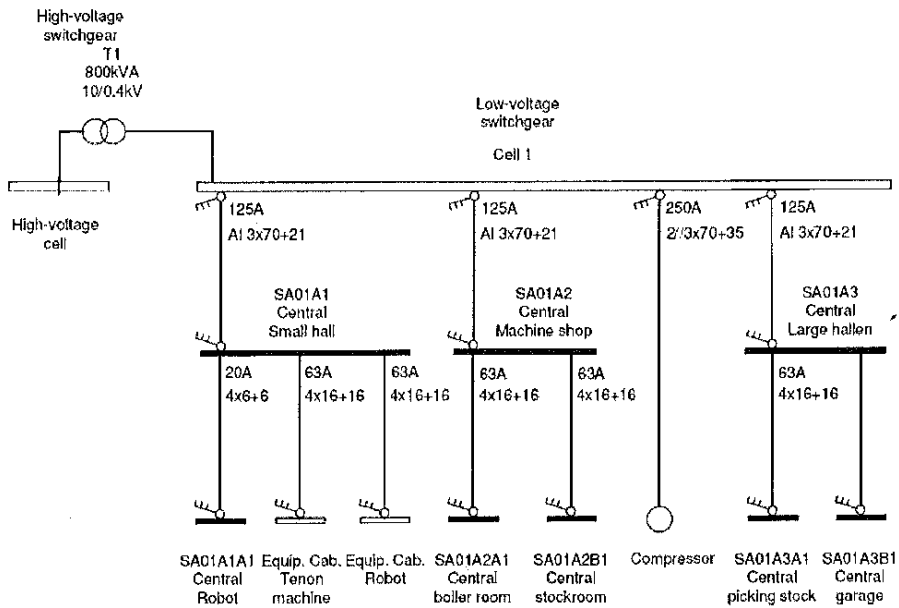 High-voltage
switchgear
T1
800kVA
10/0.4kV
Low-voltage
switchgear
Cell 1
High-voltage
cell
125A
Al 3x70+21
125A
Al 3x70+21
250A
2//3x70+35
125A
Al 3x70+21
SA01A1
Central
Small hall
SA01A2
Central
Machine shop
SA01A3
Central
Large hallen
20A
4x6+6
63A
4x16+16
63A
4x16+16
63A
4x16+16
63A
4x16+16
63A
4x16+16
SA01A1A1
Central
Robot
Equip. Cab.
Tenon
machine
Equip. Cab.
Robot
SA01A2A1
Central
boiler room
SA01A2B1
Central
stockroom
Compressor
SA01A3A1
Central
picking stock
SA01A3B1
Central
garage